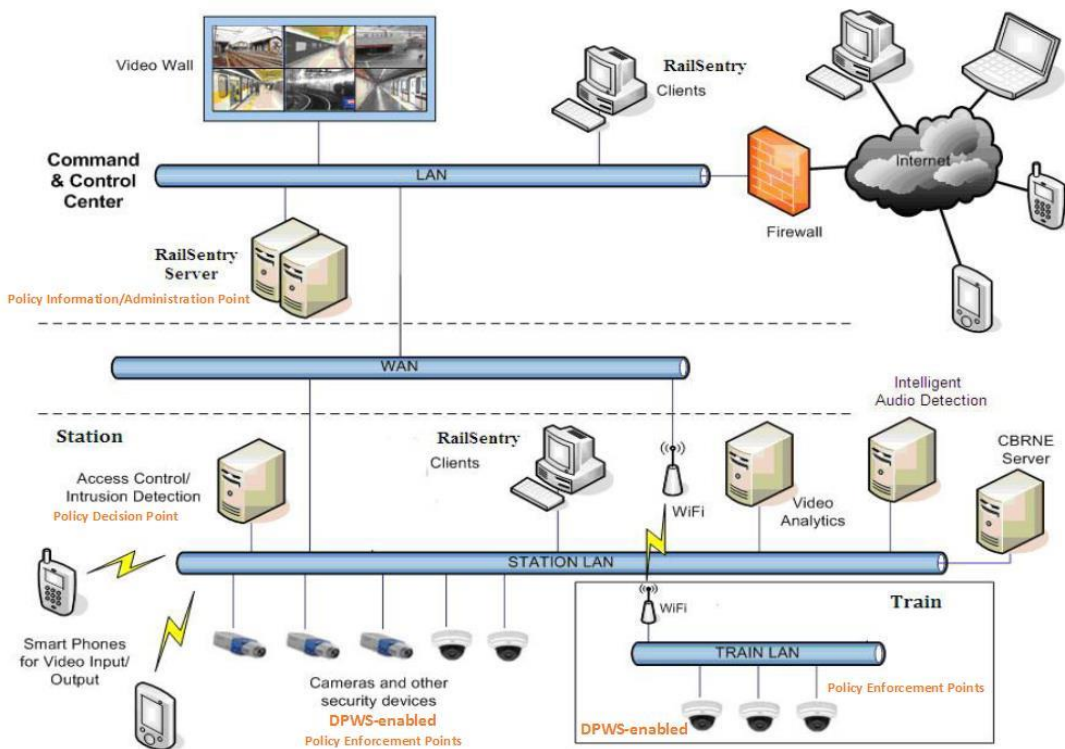 Video Wall
RailSentry
Clients
Internet
Command
& Control
Center
LAN
Firewall
RailSentry
Server
Policy Information/Administration Point
WAN
Intelligent
Audio Detection
Station
RailSentry
Clients
CBRNE
Server
Access Control/
Intrusion Detection
Policy Decision Point
WiFi
Video
Analytics
STATION LAN
WiFi
Train
Smart Phones
for Video Input/
Output
TRAIN LAN
Cameras and other
security devices
DPWS-enabled
Policy Enforcement Points
Policy Enforcement Points
DPWS-enabled